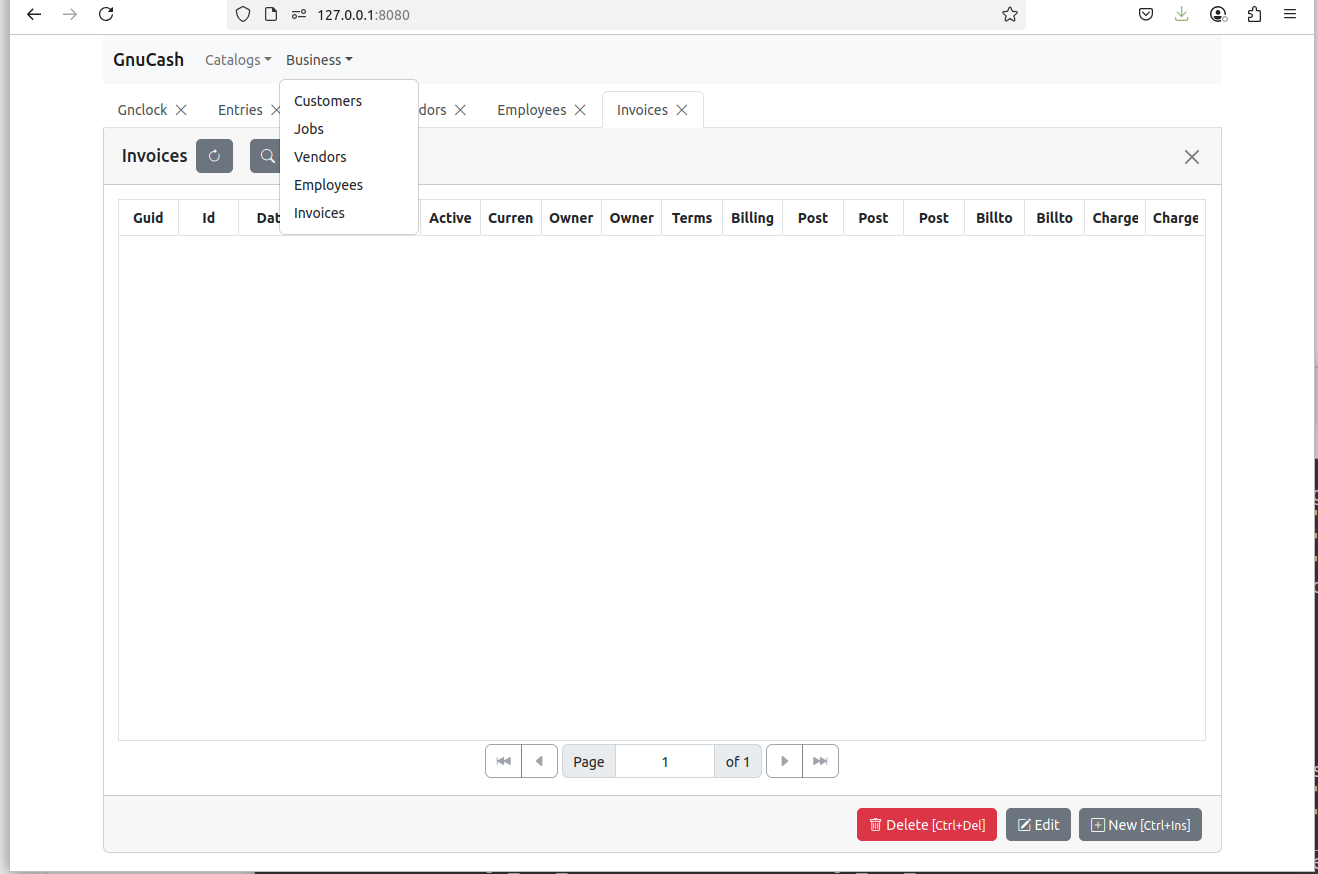 127.0.0.1:8080
GnuCash Catalogs Business
Customers
Jobs
Vendors
Employees
Invoices
Gnclock Entries dors Employees Invoices
Invoices
Guid Id Dat Active Curren Owner Owner Terms Billing Post Post Post Billto Billto Charge Charge
Page 1 of 1
Delete [Ctrl+Del] Edit New [Ctrl+Ins]